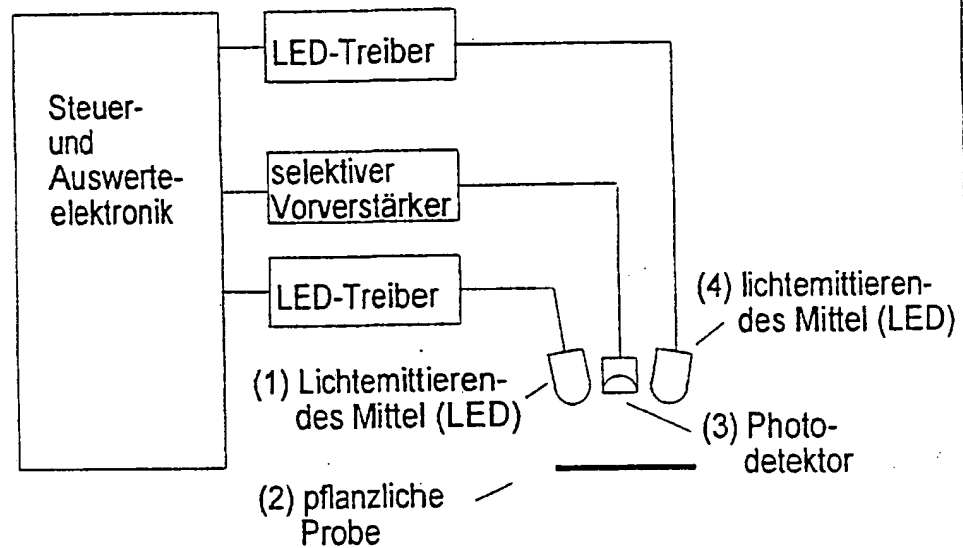 LED-Treiber
Steuer-
und
Auswerte-
elektronik
selektiver
Vorverstärker
LED-Treiber
(4) lichtemittieren-
des Mittel (LED)
(1) Lichtemittieren-
des Mittel (LED)
(3) Photo-
detektor
(2) pflanzliche
Probe